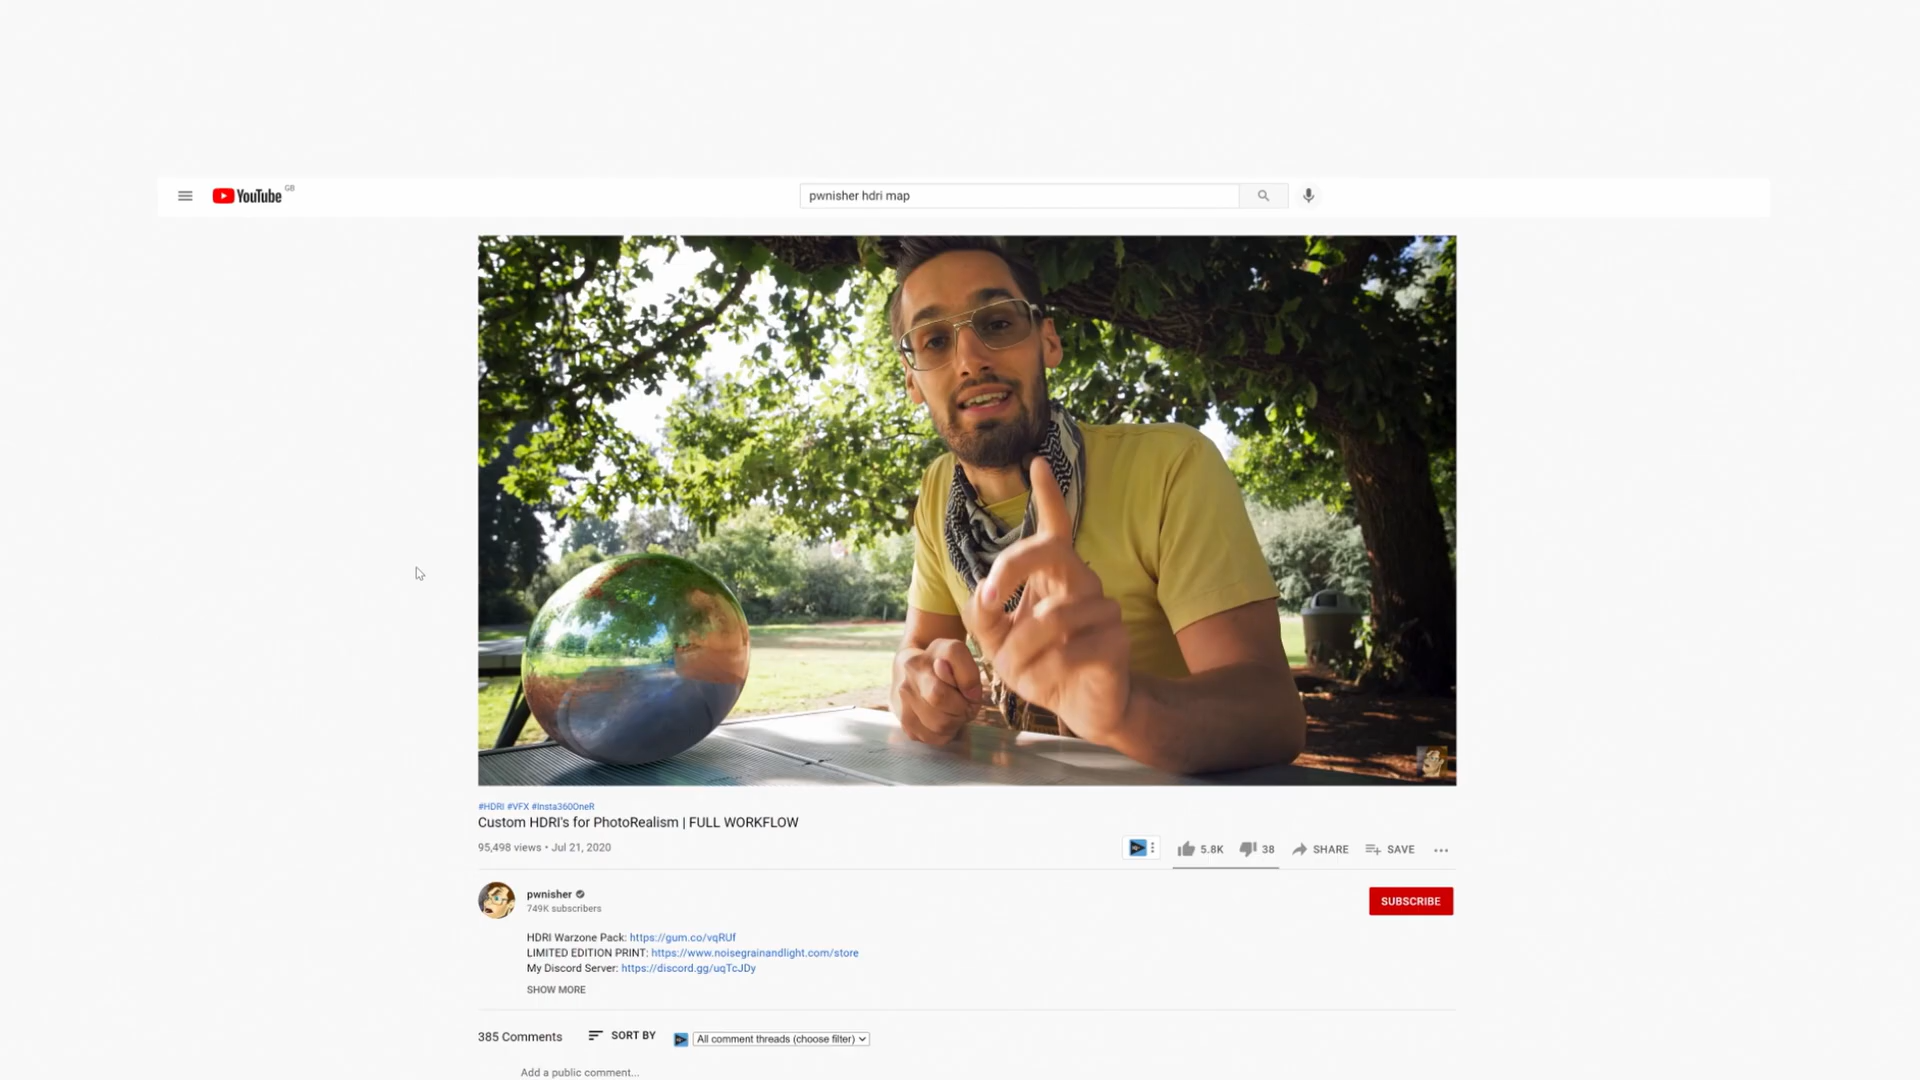 YouTube GB
pwnisher hdri map
#HDRI #VFX #Insta360OneR
Custom HDRI's for PhotoRealism | FULL WORKFLOW
95,498 views • Jul 21, 2020
5.8K 38 SHARE SAVE
pwnisher
749K subscribers
SUBSCRIBE
HDRI Warzone Pack: https://gum.co/vqRUf
LIMITED EDITION PRINT: https://www.noisegrainandlight.com/store
My Discord Server: https://discord.gg/uqTcJDy
SHOW MORE
385 Comments SORT BY All comment threads (choose filter)
Add a public comment...